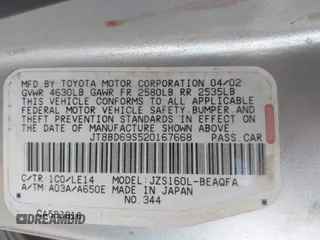 MFD. BY TOYOTA MOTOR CORPORATION 04/02
GVWR 4630LB GAWR FR 2580LB RR 2535LB
THIS VEHICLE CONFORMS TO ALL APPLICABLE
FEDERAL MOTOR VEHICLE SAFETY, BUMPER, AND
THEFT PREVENTION STANDARDS IN EFFECT ON
THE DATE OF MANUFACTURE SHOWN ABOVE.
JT8BD69S520167668 PASS.CAR
C/TR:1C0/LE14 MODEL:JZS160L-BEAQFA
A/TM A03A/A650E MADE IN JAPAN
NO.344
DREAMCAR